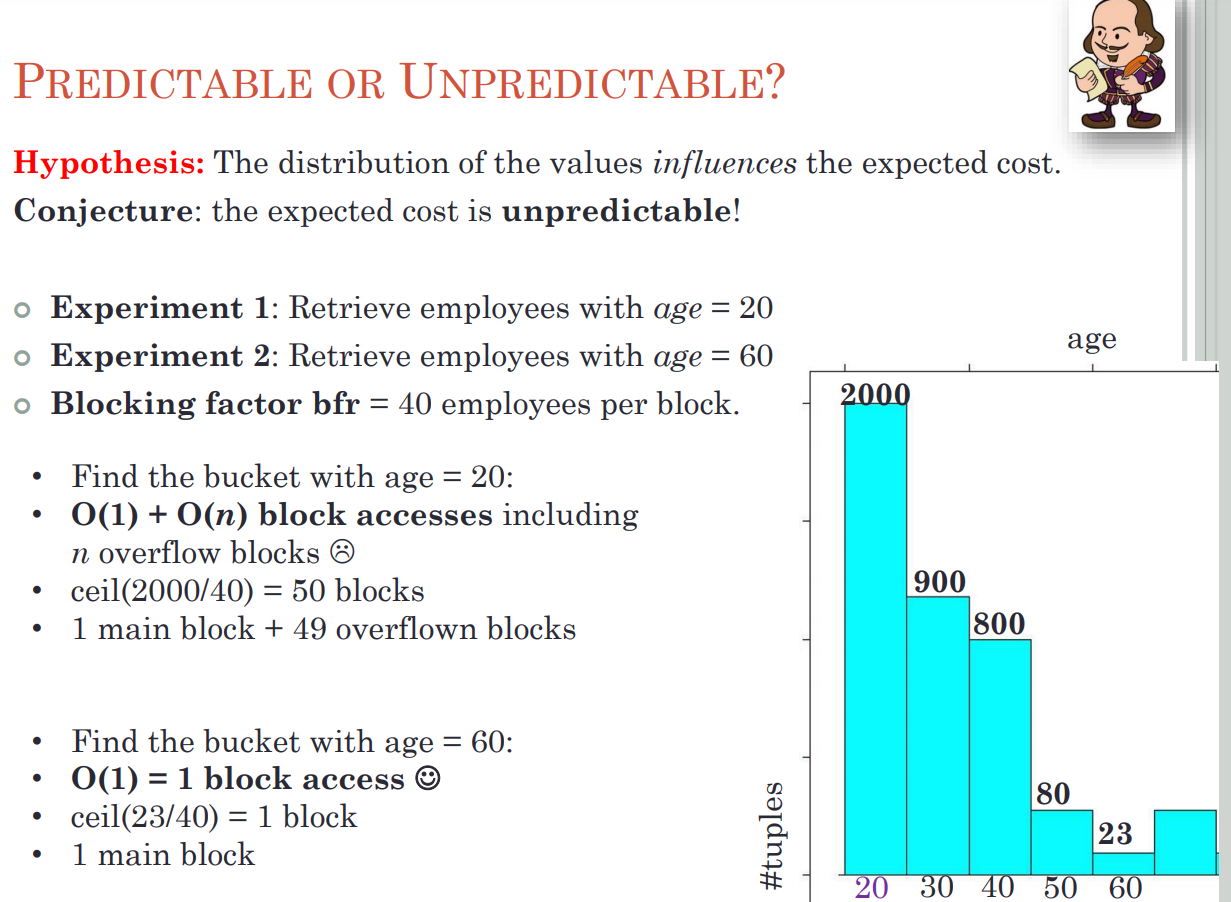 PREDICTABLE OR UNPREDICTABLE?
Hypothesis: The distribution of the values influences the expected cost.
Conjecture: the expected cost is unpredictable!
Experiment 1: Retrieve employees with age = 20
Experiment 2: Retrieve employees with age = 60
Blocking factor bfr = 40 employees per block.
• Find the bucket with age = 20:
• O(1) + O(n) block accesses including
n overflow blocks ☹
• ceil(2000/40) = 50 blocks
• 1 main block + 49 overflown blocks
• Find the bucket with age = 60:
• O(1) = 1 block access ☺
• ceil(23/40) = 1 block
• 1 main block
age
2000
900
800
80
23
#tuples
20 30 40 50 60